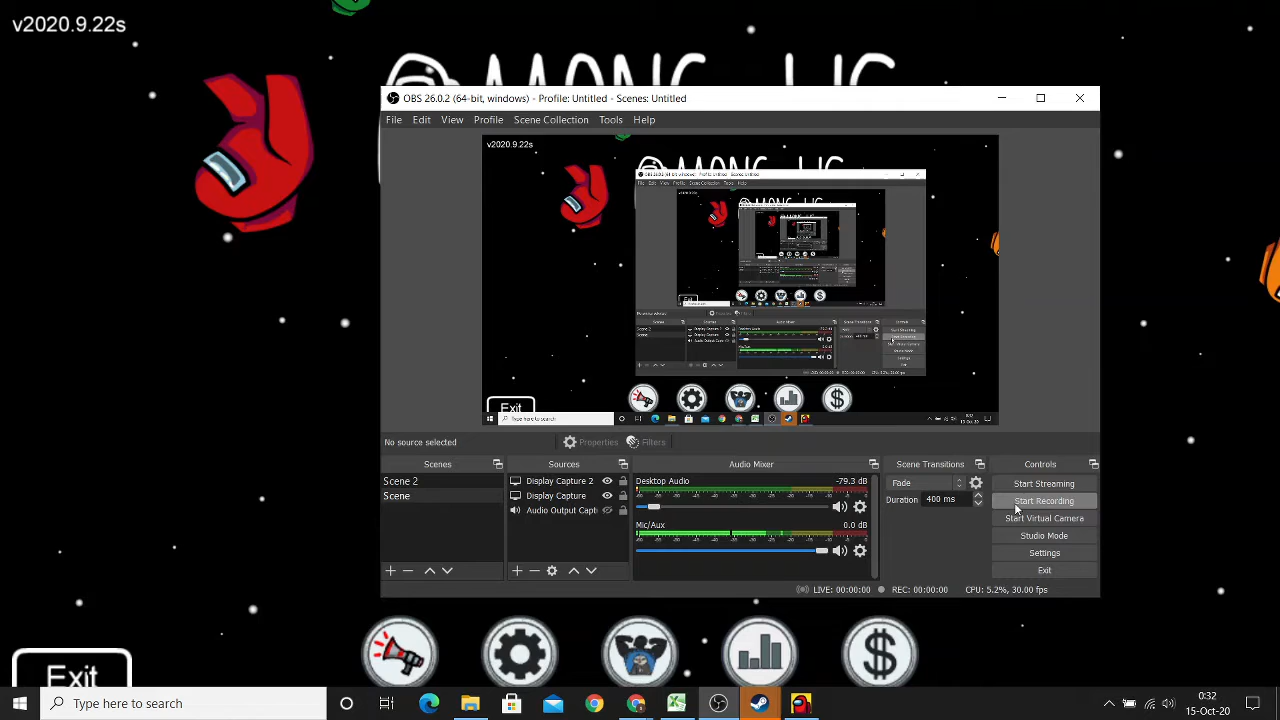 v2020.9.22s
OBS 26.0.2 (64-bit, windows) - Profile: Untitled - Scenes: Untitled
File Edit View Profile Scene Collection Tools Help
v2020.9.22s
Exit
Type here to search
No source selected
Properties
Filters
Scenes
Scene 2
Scene
Sources
Display Capture 2
Display Capture
Audio Output Capti
Audio Mixer
Desktop Audio -79.3 dB
Mic/Aux 0.0 dB
Scene Transitions
Fade
Duration 400 ms
Controls
Start Streaming
Start Recording
Start Virtual Camera
Studio Mode
Settings
Exit
LIVE: 00:00:00 REC: 00:00:00 CPU: 5.2%, 30.00 fps
Exit
Type here to search
0:32
15-Oct-20